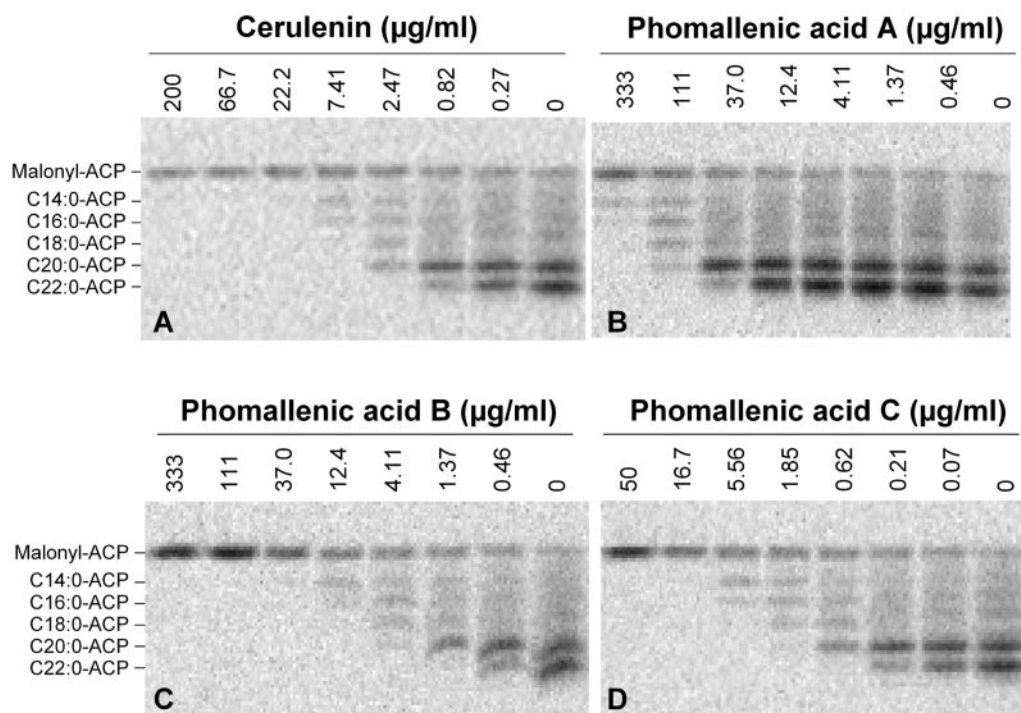 Cerulenin (µg/ml)
200 66.7 22.2 7.41 2.47 0.82 0.27 0
Malonyl-ACP
C14:0-ACP
C16:0-ACP
C18:0-ACP
C20:0-ACP
C22:0-ACP
A
Phomallenic acid A (µg/ml)
333 111 37.0 12.4 4.11 1.37 0.46 0
B
Phomallenic acid B (µg/ml)
333 111 37.0 12.4 4.11 1.37 0.46 0
Malonyl-ACP
C14:0-ACP
C16:0-ACP
C18:0-ACP
C20:0-ACP
C22:0-ACP
C
Phomallenic acid C (µg/ml)
50 16.7 5.56 1.85 0.62 0.21 0.07 0
D